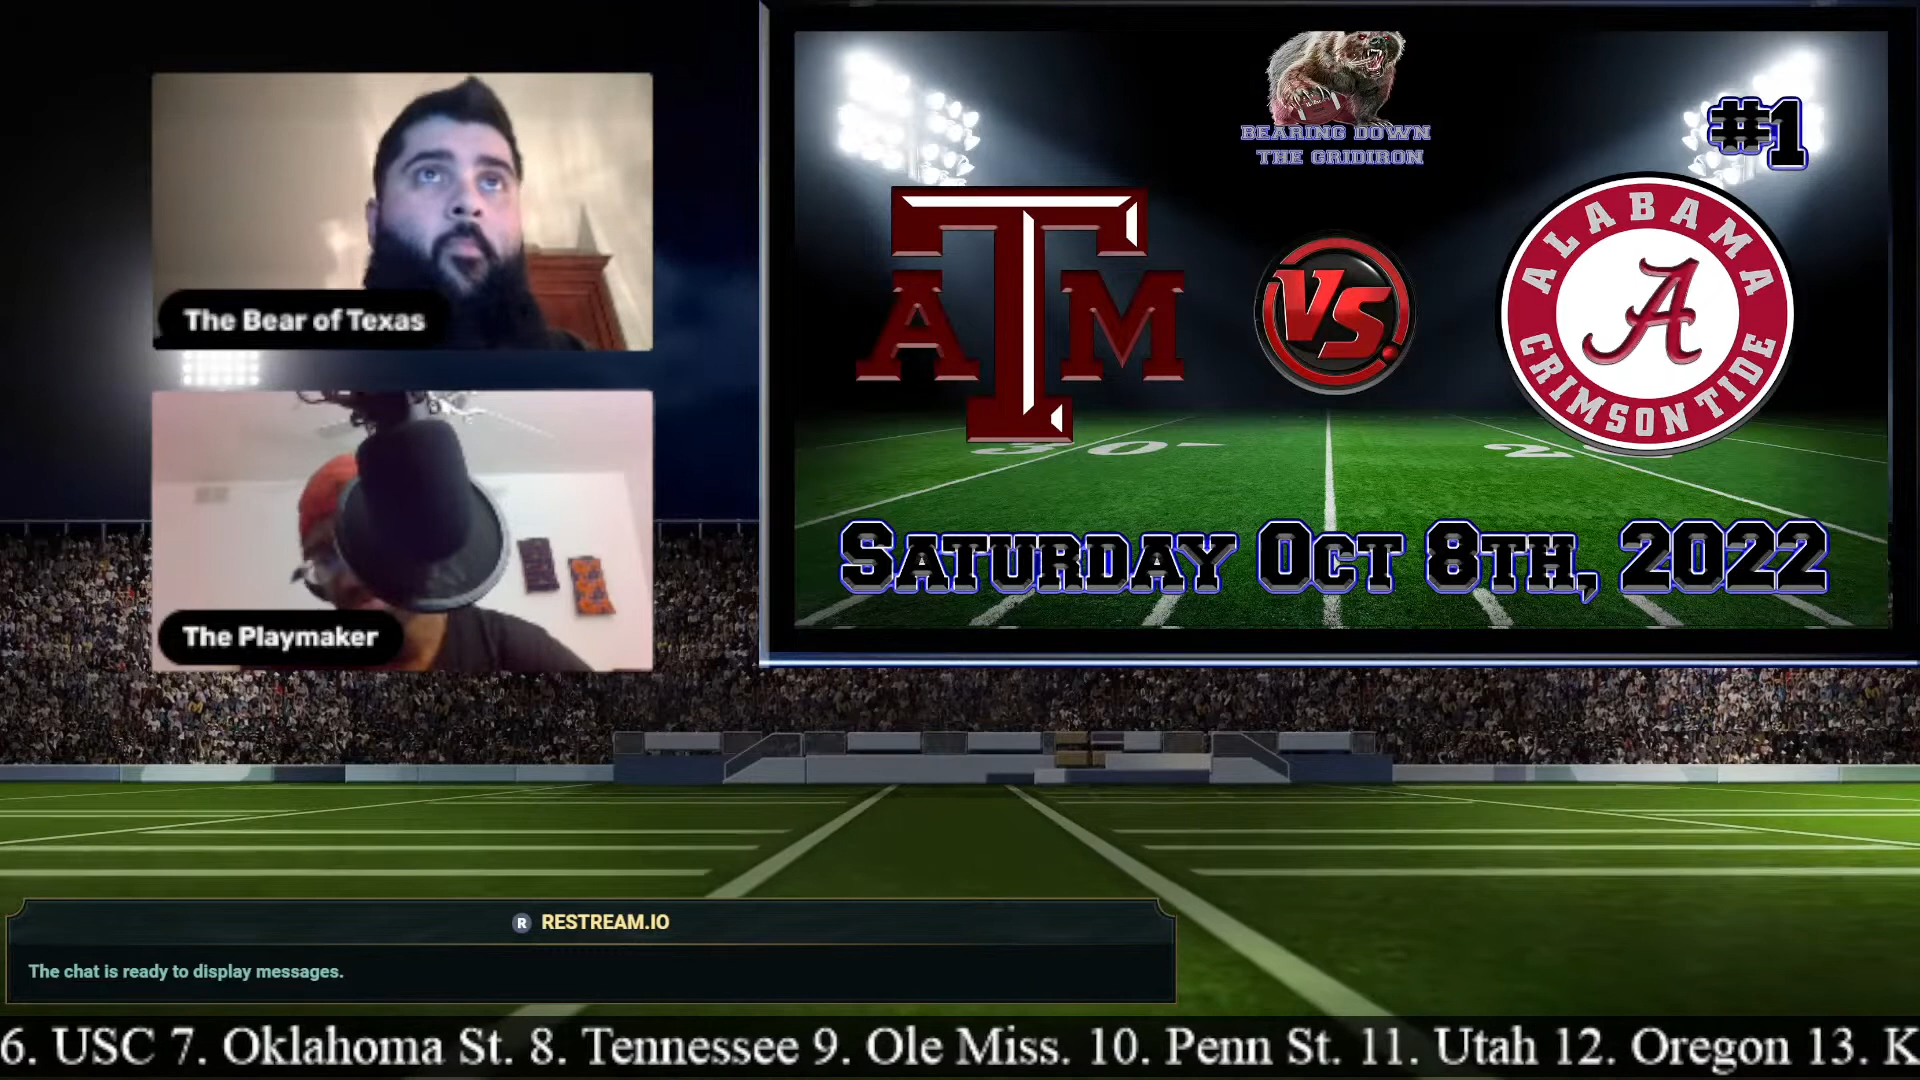 The Bear of Texas
The Playmaker
BEARING DOWN
THE GRIDIRON
#1
ATM
VS.
ALABAMA
A
CRIMSON TIDE
30
2
SATURDAY OCT 8TH, 2022
R RESTREAM.IO
The chat is ready to display messages.
6. USC 7. Oklahoma St. 8. Tennessee 9. Ole Miss. 10. Penn St. 11. Utah 12. Oregon 13. K